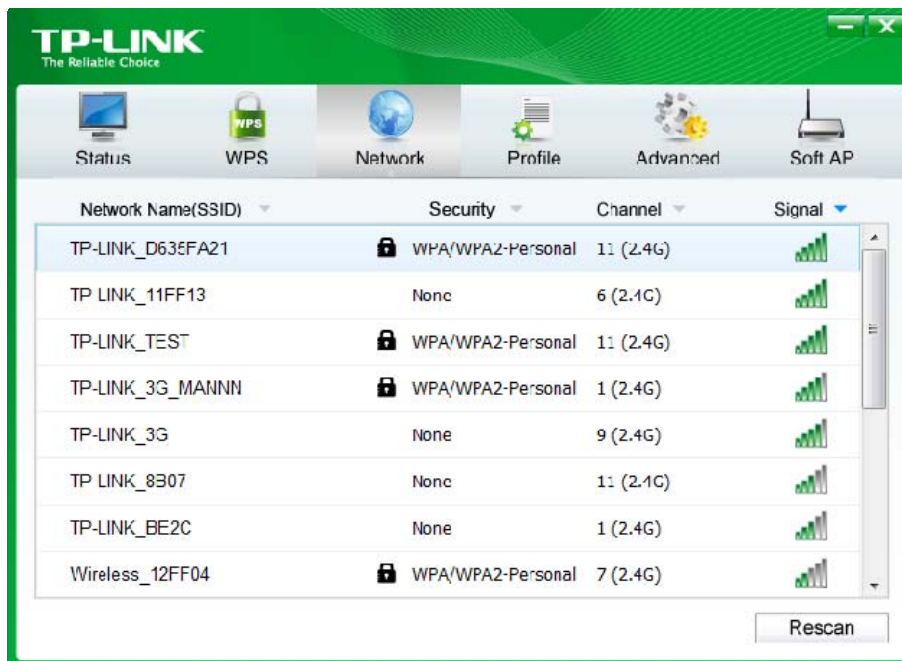 TP-LINK
The Reliable Choice
WPS
Status WPS Network Profile Advanced Soft AP
Network Name(SSID) Security Channel Signal
TP-LINK_D635FA21 WPA/WPA2-Personal 11 (2.4G)
TP-LINK_11FF13 None 6 (2.4G)
TP-LINK_TEST WPA/WPA2-Personal 11 (2.4G)
TP-LINK_3G_MANNN WPA/WPA2-Personal 1 (2.4G)
TP-LINK_3G None 9 (2.4G)
TP-LINK_8B07 None 11 (2.4G)
TP-LINK_BE2C None 1 (2.4G)
Wireless_12FF04 WPA/WPA2-Personal 7 (2.4G)
Rescan